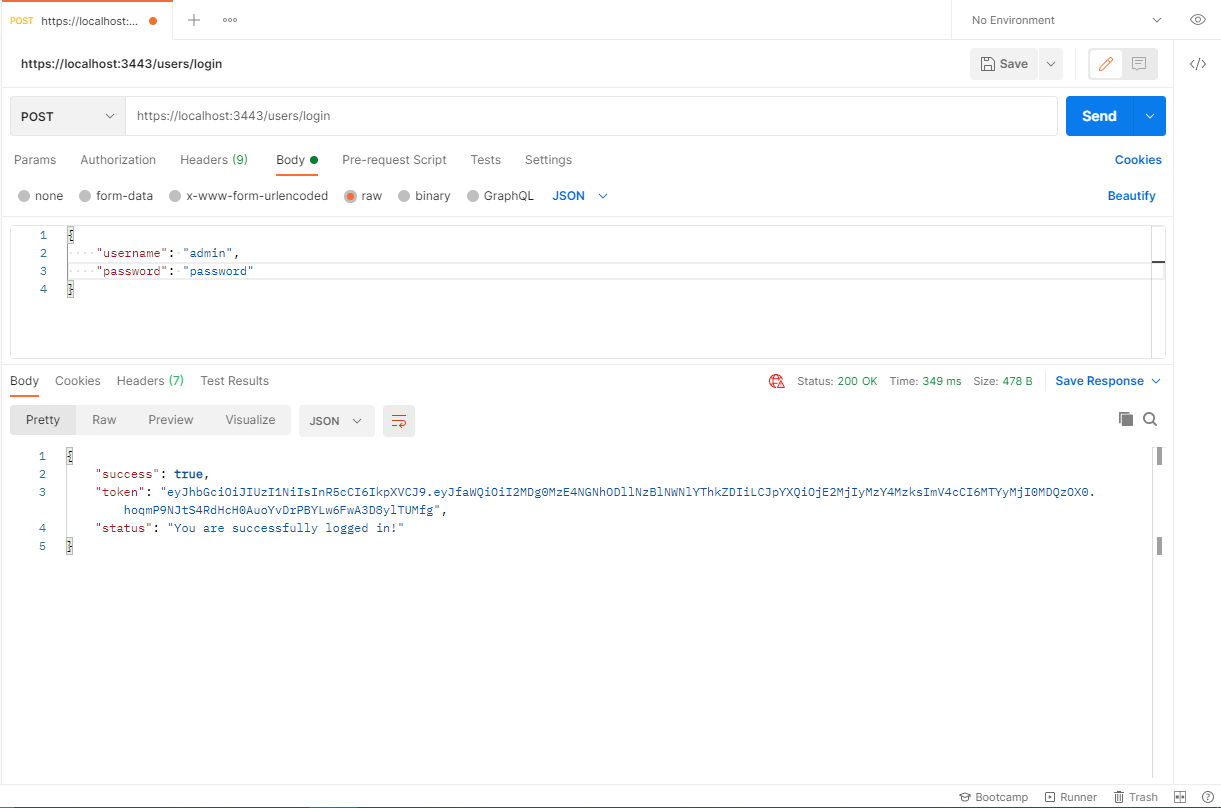 POST https://localhost:... No Environment
https://localhost:3443/users/login Save
POST https://localhost:3443/users/login Send
Params Authorization Headers (9) Body Pre-request Script Tests Settings Cookies
none form-data x-www-form-urlencoded raw binary GraphQL JSON Beautify
1 {
2 "username": "admin",
3 "password": "password"
4 }
Body Cookies Headers (7) Test Results Status: 200 OK Time: 349 ms Size: 478 B Save Response
Pretty Raw Preview Visualize JSON
1 {
2 "success": true,
3 "token": "eyJhbGciOiJIUzI1NiIsInR5cCI6IkpXVCJ9.eyJfaWQiOiI2MDg0MzE4NGNhODllNzBlNWNlYThkZDIiLCJpYXQiOjE2MjIyMzY4MzksImV4cCI6MTYyMjI0MDQzOX0.
hoqmP9NJtS4RdHcH0AuoYvDrPBYLw6FwA3D8ylTUMfg",
4 "status": "You are successfully logged in!"
5 }
Bootcamp Runner Trash